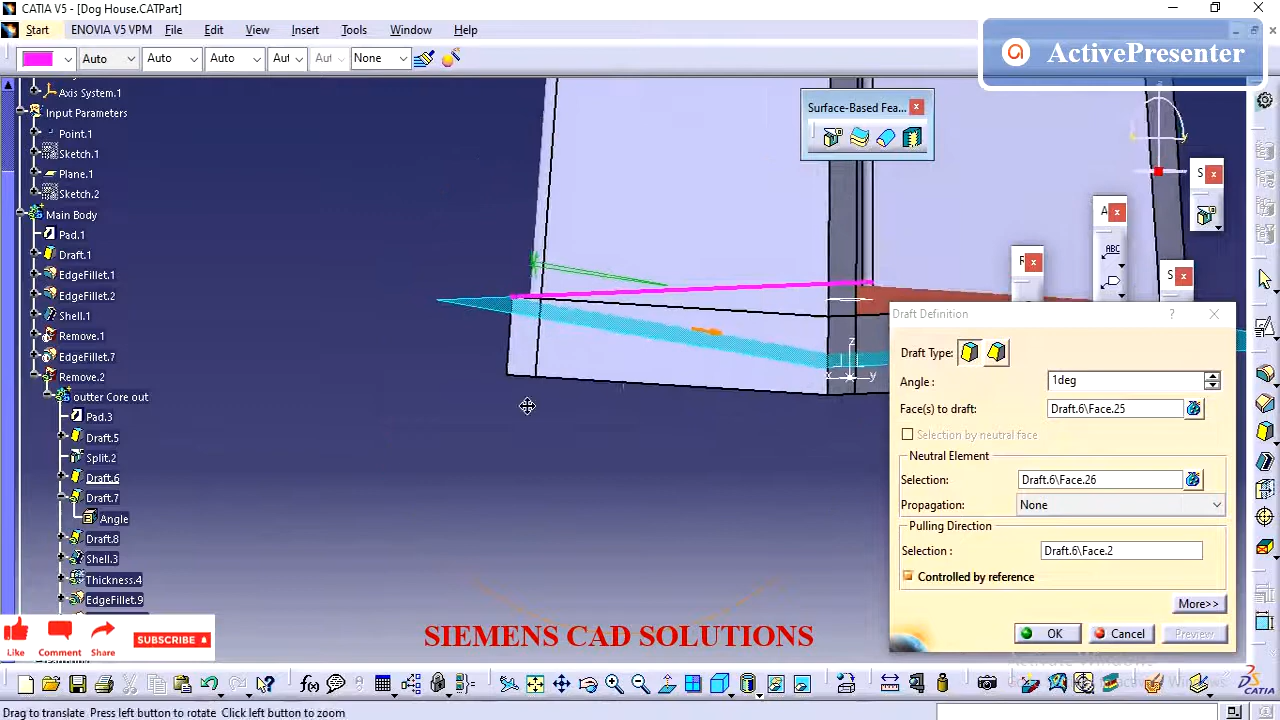 CATIA V5 - [Dog House.CATPart]
Start ENOVIA V5 VPM File Edit View Insert Tools Window Help
ActivePresenter
Auto Auto Auto Aut Aut None
Axis System.1
Input Parameters
Point.1
Sketch.1
Plane.1
Sketch.2
Main Body
Pad.1
Draft.1
EdgeFillet.1
EdgeFillet.2
Shell.1
Remove.1
EdgeFillet.7
Remove.2
outter Core out
Pad.3
Draft.5
Split.2
Draft.6
Draft.7
Angle
Draft.8
Shell.3
Thickness.4
EdgeFillet.9
Surface-Based Fea...
S
A
ABC
F
S
z
x
y
Draft Definition
Draft Type:
Angle : 1deg
Face(s) to draft: Draft.6\Face.25
Selection by neutral face
Neutral Element
Selection: Draft.6\Face.26
Propagation: None
Pulling Direction
Selection : Draft.6\Face.2
Controlled by reference
More>>
OK Cancel Preview
Like Comment Share SUBSCRIBE
SIEMENS CAD SOLUTIONS
f(x)
DS CATIA
Drag to translate. Press left button to rotate. Click left button to zoom